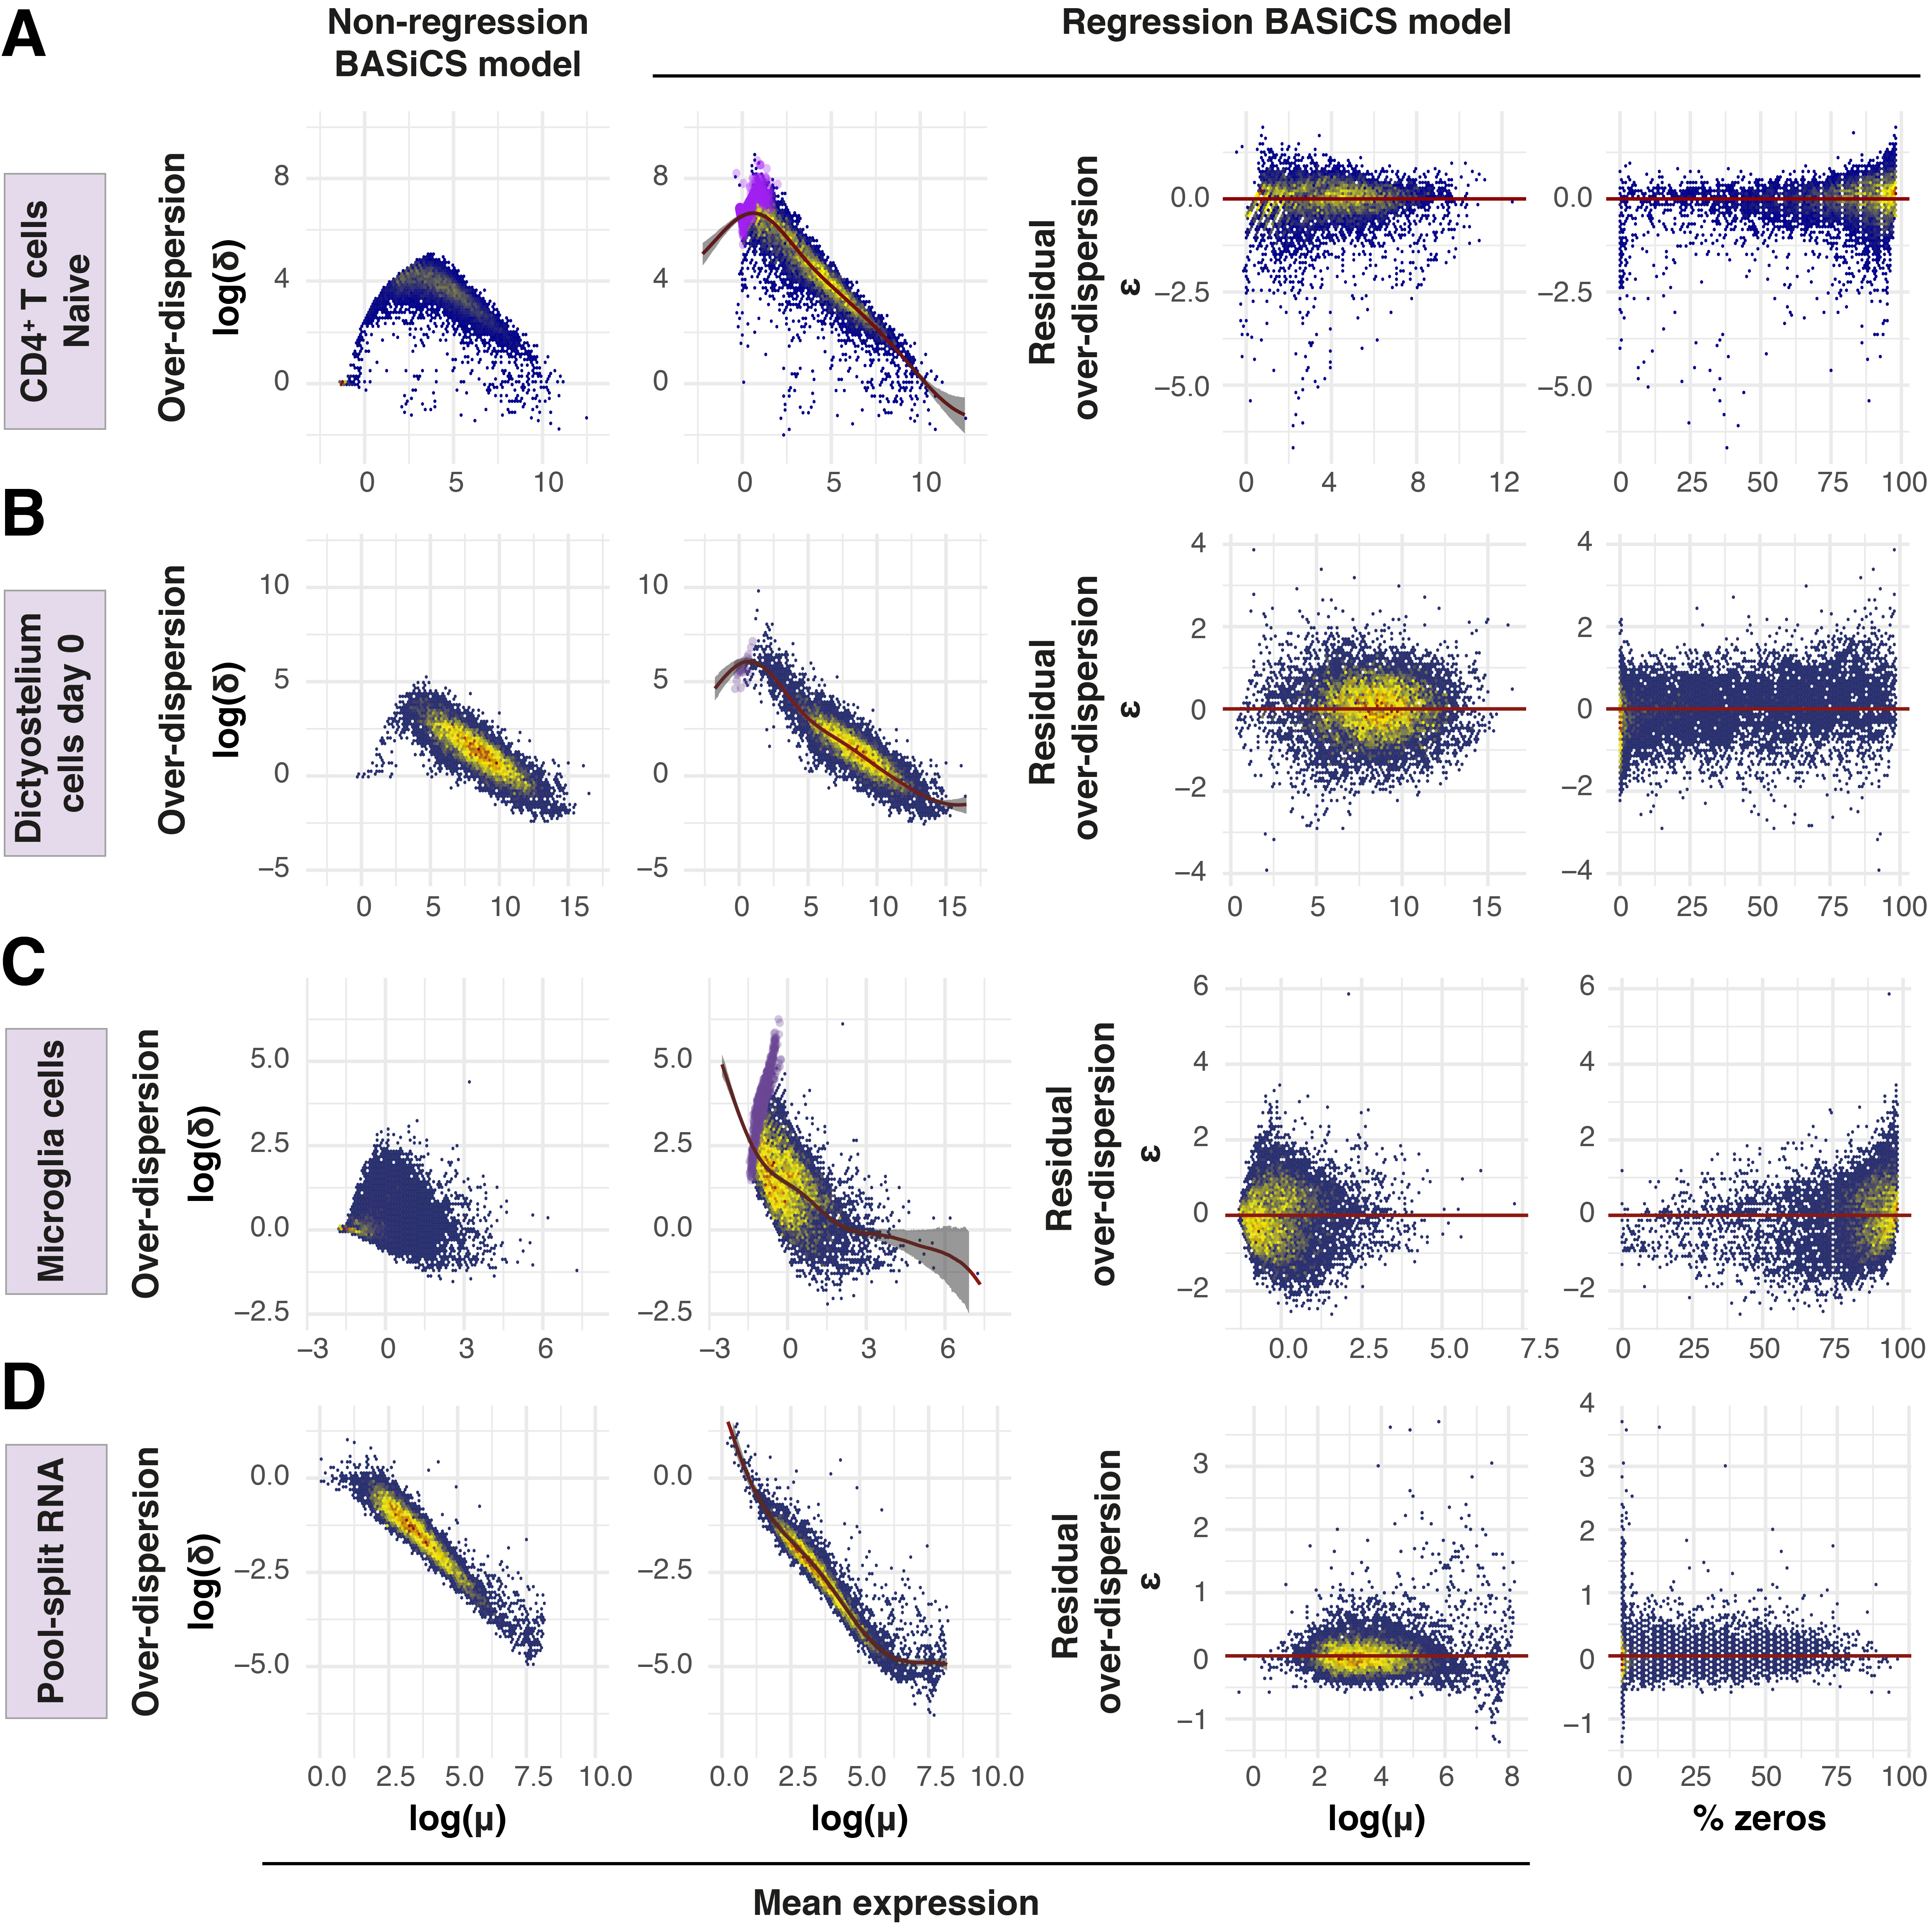 A
Non-regression
BASiCS model
Regression BASiCS model
CD4⁺ T cells
Naive
Over-dispersion
log(δ)
8
4
0
0 5 10
8
4
0
0 5 10
Residual
over-dispersion
ε
0.0
−2.5
−5.0
0 4 8 12
0.0
−2.5
−5.0
0 25 50 75 100
B
Dictyostelium
cells day 0
Over-dispersion
log(δ)
10
5
0
−5
0 5 10 15
10
5
0
−5
0 5 10 15
Residual
over-dispersion
ε
4
2
0
−2
−4
0 5 10 15
4
2
0
−2
−4
0 25 50 75 100
C
Microglia cells
Over-dispersion
log(δ)
5.0
2.5
0.0
−2.5
−3 0 3 6
5.0
2.5
0.0
−2.5
−3 0 3 6
Residual
over-dispersion
ε
6
4
2
0
−2
0.0 2.5 5.0 7.5
6
4
2
0
−2
0 25 50 75 100
D
Pool-split RNA
Over-dispersion
log(δ)
0.0
−2.5
−5.0
0.0 2.5 5.0 7.5 10.0
log(μ)
0.0
−2.5
−5.0
0.0 2.5 5.0 7.5 10.0
log(μ)
Residual
over-dispersion
ε
3
2
1
0
−1
0 2 4 6 8
log(μ)
4
3
2
1
0
−1
0 25 50 75 100
% zeros
Mean expression